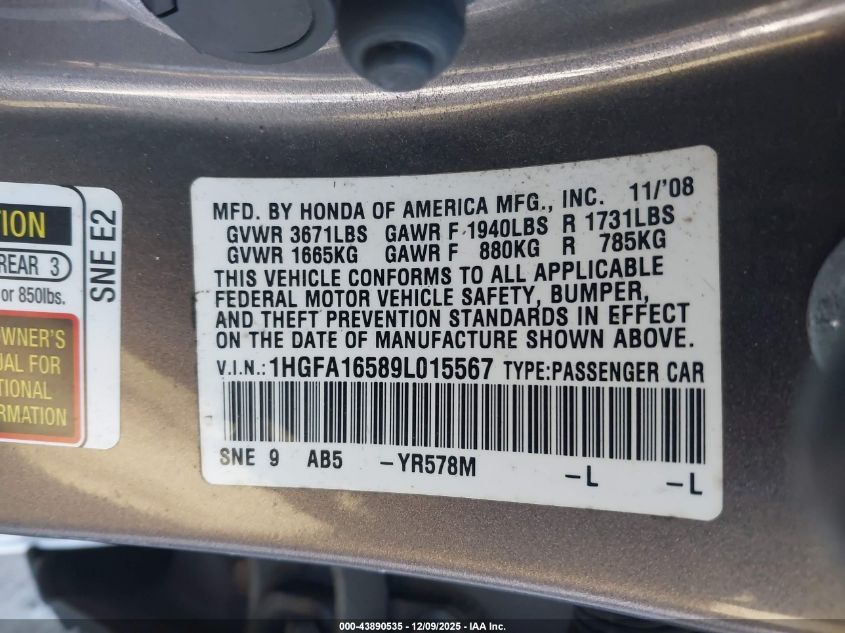 TION
REAR 3
or 850lbs.
OWNER'S
UAL FOR
TIONAL
RMATION
SNE E2
MFD. BY HONDA OF AMERICA MFG., INC. 11/'08
GVWR 3671LBS GAWR F 1940LBS R 1731LBS
GVWR 1665KG GAWR F 880KG R 785KG
THIS VEHICLE CONFORMS TO ALL APPLICABLE
FEDERAL MOTOR VEHICLE SAFETY, BUMPER,
AND THEFT PREVENTION STANDARDS IN EFFECT
ON THE DATE OF MANUFACTURE SHOWN ABOVE.
V.I.N.: 1HGFA16589L015567 TYPE:PASSENGER CAR
SNE 9 AB5 -YR578M -L -L
000-43890535 - 12/09/2025 - IAA Inc.